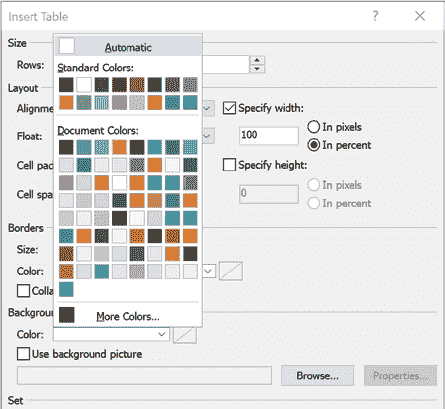 Insert Table
?
Size
Automatic
Rows:
Standard Colors:
Layout
Alignme
Specify width:
Float:
100
In pixels
In percent
Document Colors:
Cell pad
Specify height:
Cell spa
0
In pixels
In percent
Borders
Size:
Color:
Colla
Backgrou
More Colors...
Color:
Use background picture
Browse...
Properties...
Set